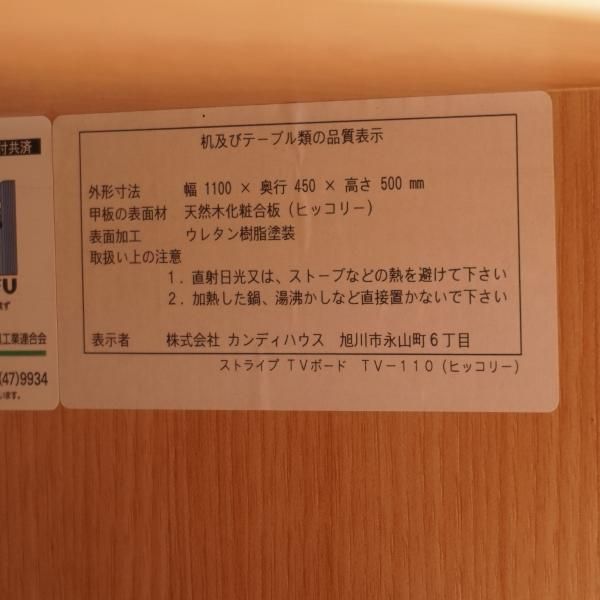 付共済
FU
工業連合会
(47)9934
います。
机及びテーブル類の品質表示
外形寸法 幅 1100 × 奥行 450 × 高さ 500 mm
甲板の表面材 天然木化粧合板(ヒッコリー)
表面加工 ウレタン樹脂塗装
取扱い上の注意
1．直射日光又は、ストーブなどの熱を避けて下さい
2．加熱した鍋、湯沸かしなど直接置かないで下さい
表示者 株式会社 カンディハウス 旭川市永山町6丁目
ストライプ TVボード TV－110(ヒッコリー)